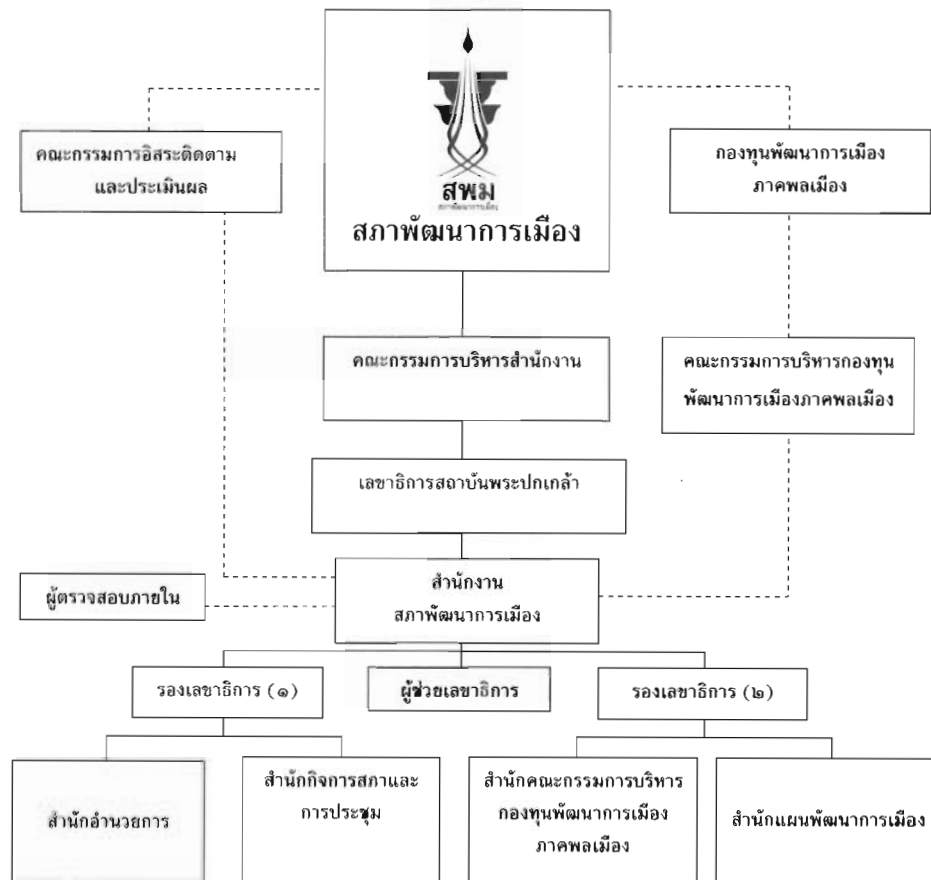 สพม
สภาพัฒนาการเมือง
สภาพัฒนาการเมือง
คณะกรรมการอิสระติดตาม
และประเมินผล
กองทุนพัฒนาการเมือง
ภาคพลเมือง
คณะกรรมการบริหารสำนักงาน
คณะกรรมการบริหารกองทุน
พัฒนาการเมืองภาคพลเมือง
เลขาธิการสถาบันพระปกเกล้า
ผู้ตรวจสอบภายใน
สำนักงาน
สภาพัฒนาการเมือง
รองเลขาธิการ (๑)
ผู้ช่วยเลขาธิการ
รองเลขาธิการ (๒)
สำนักอำนวยการ
สำนักกิจการสภาและ
การประชุม
สำนักคณะกรรมการบริหาร
กองทุนพัฒนาการเมือง
ภาคพลเมือง
สำนักแผนพัฒนาการเมือง